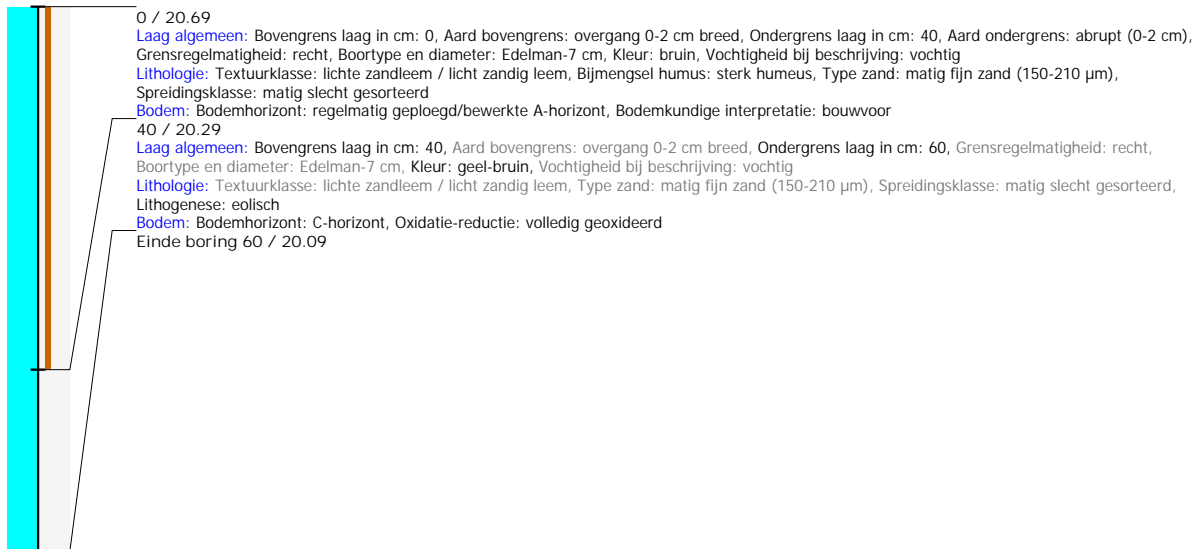 0 / 20.69
Laag algemeen: Bovengrens laag in cm: 0, Aard bovengrens: overgang 0-2 cm breed, Ondergrens laag in cm: 40, Aard ondergrens: abrupt (0-2 cm),
Grensregelmatigheid: recht, Boortype en diameter: Edelman-7 cm, Kleur: bruin, Vochtigheid bij beschrijving: vochtig
Lithologie: Textuurklasse: lichte zandleem / licht zandig leem, Bijmengsel humus: sterk humeus, Type zand: matig fijn zand (150-210 µm),
Spreidingsklasse: matig slecht gesorteerd
Bodem: Bodemhorizont: regelmatig geploegd/bewerkte A-horizont, Bodemkundige interpretatie: bouwvoor
40 / 20.29
Laag algemeen: Bovengrens laag in cm: 40, Aard bovengrens: overgang 0-2 cm breed, Ondergrens laag in cm: 60, Grensregelmatigheid: recht,
Boortype en diameter: Edelman-7 cm, Kleur: geel-bruin, Vochtigheid bij beschrijving: vochtig
Lithologie: Textuurklasse: lichte zandleem / licht zandig leem, Type zand: matig fijn zand (150-210 µm), Spreidingsklasse: matig slecht gesorteerd,
Lithogenese: eolisch
Bodem: Bodemhorizont: C-horizont, Oxidatie-reductie: volledig geoxideerd
Einde boring 60 / 20.09